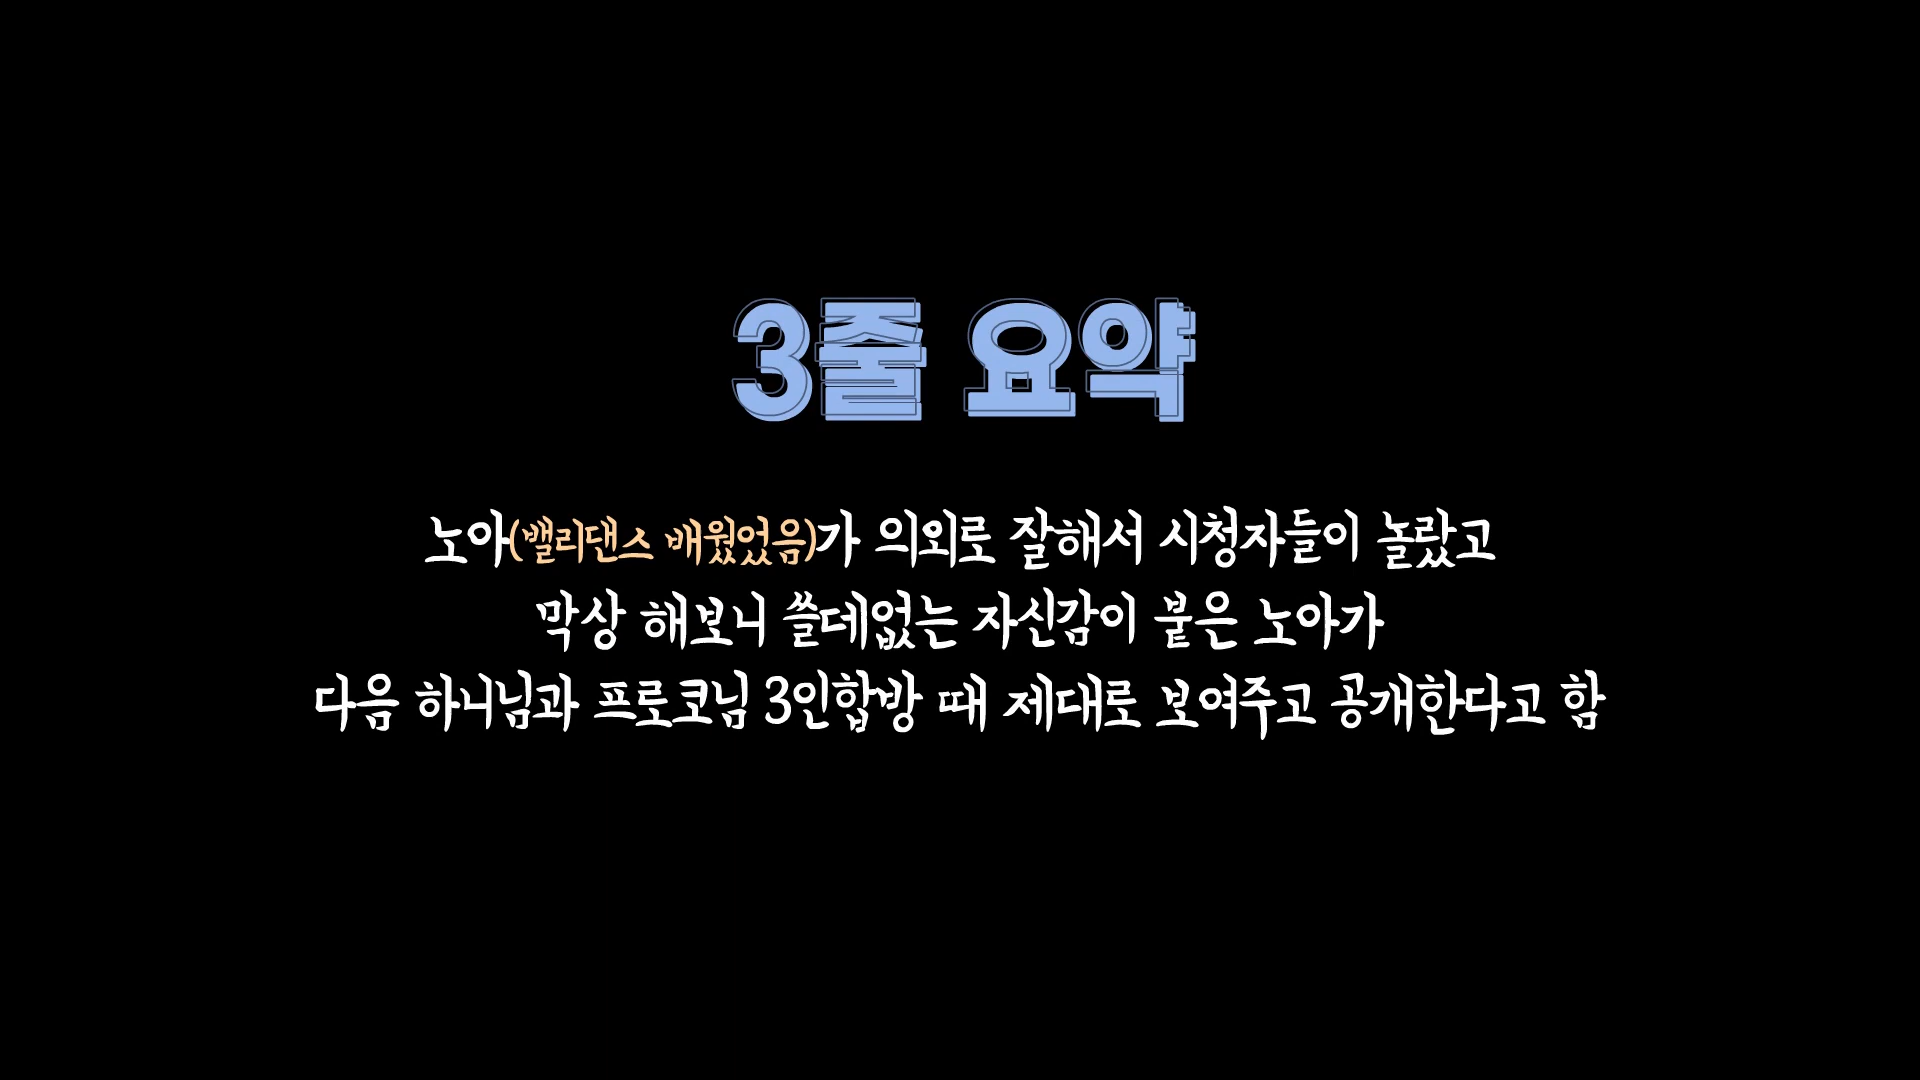 3줄 요약
노아(밸리댄스 배웠었음)가 의외로 잘해서 시청자들이 놀랐고
막상 해보니 쓸데없는 자신감이 붙은 노아가
다음 하니님과 프로코님 3인합방 때 제대로 보여주고 공개한다고 함